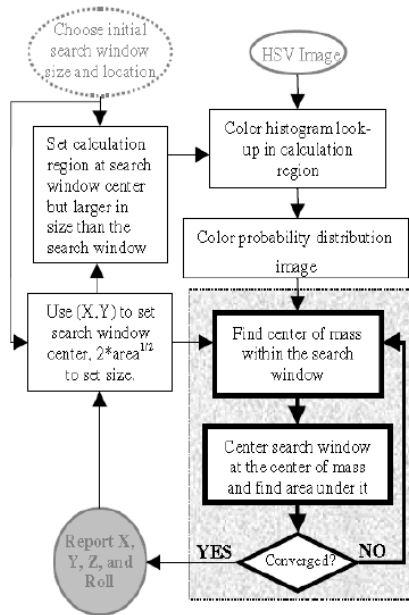 Choose initial
search window
size and location
HSV Image
Set calculation
region at search
window center
but larger in
size than the
search window
Color histogram look-
up in calculation
region
Color probability distribution
image
Use (X,Y) to set
search window
center, 2*area1/2
to set size.
Find center of mass
within the search
window
Center search window
at the center of mass
and find area under it
Report X,
Y, Z, and
Roll
YES
Converged?
NO